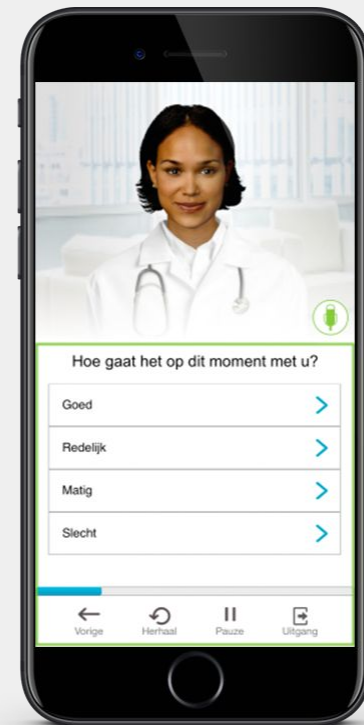 Hoe gaat het op dit moment met u?
Goed
Redelijk
Matig
Slecht
Vorige
Herhaal
Pauze
Uitgang